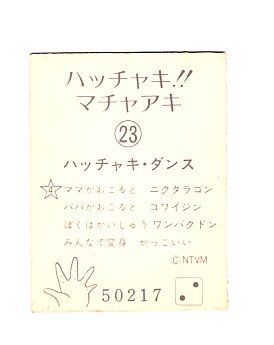 ハッチャキ!!
マチャアキ
23
ハッチャキ・ダンス
4
ママがおこると ニクタラゴン
パパがおこると コワイジン
ぼくはかいじゅう ワンパクドン
みんなで変身 かっこいい
©NTVM
50217